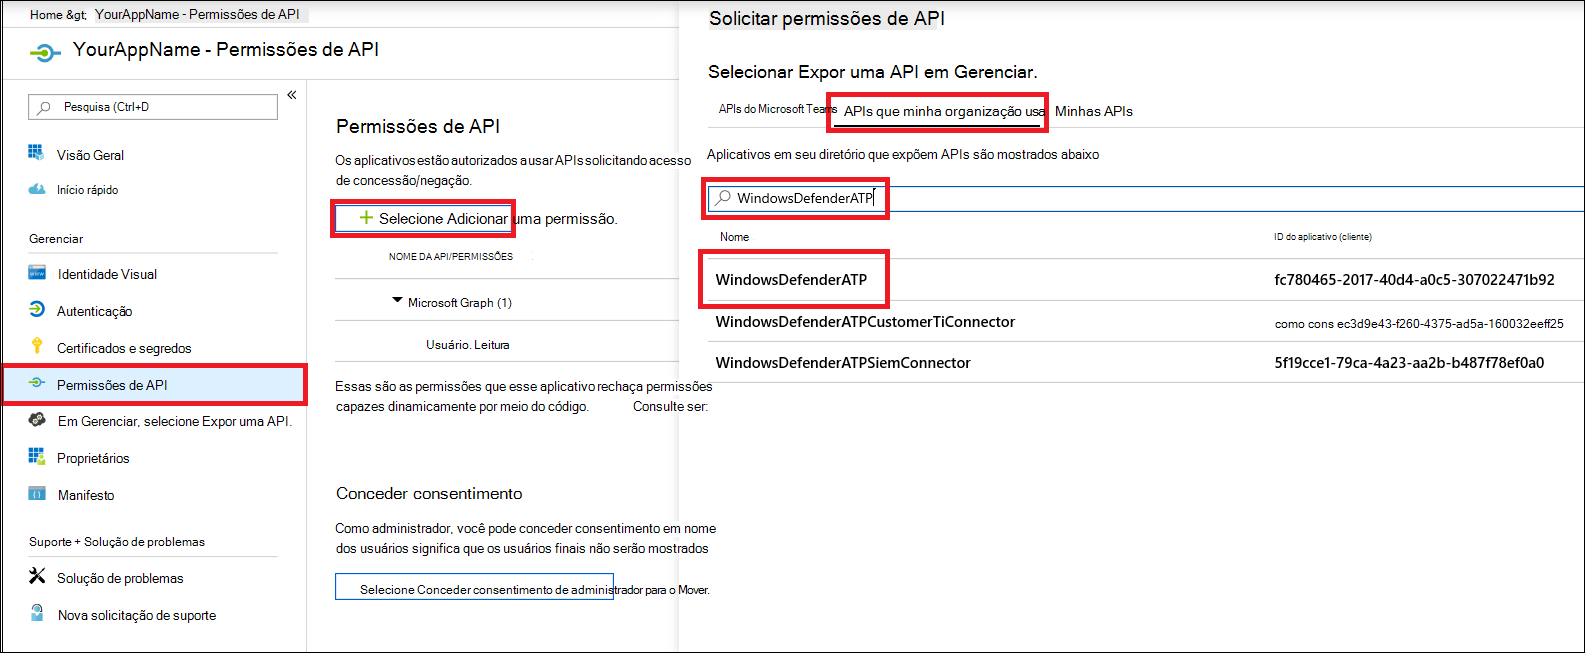 Home &gt; YourAppName - Permissões de API
YourAppName - Permissões de API
Pesquisa (Ctrl+D
«
Visão Geral
Início rápido
Gerenciar
Identidade Visual
Autenticação
Certificados e segredos
Permissões de API
Em Gerenciar, selecione Expor uma API.
Proprietários
Manifesto
Suporte + Solução de problemas
Solução de problemas
Nova solicitação de suporte
Permissões de API
Os aplicativos estão autorizados a usar APIs solicitando acesso
de concessão/negação.
+ Selecione Adicionar uma permissão.
NOME DA API/PERMISSÕES
Microsoft Graph (1)
Usuário. Leitura
Essas são as permissões que esse aplicativo rechaça permissões
capazes dinamicamente por meio do código. Consulte ser:
Conceder consentimento
Como administrador, você pode conceder consentimento em nome
dos usuários significa que os usuários finais não serão mostrados
Selecione Conceder consentimento de administrador para o Mover.
Solicitar permissões de API
Selecionar Expor uma API em Gerenciar.
APIs do Microsoft Teams APIs que minha organização usa Minhas APIs
Aplicativos em seu diretório que expõem APIs são mostrados abaixo
WindowsDefenderATP
Nome ID do aplicativo (cliente)
WindowsDefenderATP fc780465-2017-40d4-a0c5-307022471b92
WindowsDefenderATPCustomerTiConnector como cons ec3d9e43-f260-4375-ad5a-160032eeff25
WindowsDefenderATPSiemConnector 5f19cce1-79ca-4a23-aa2b-b487f78ef0a0